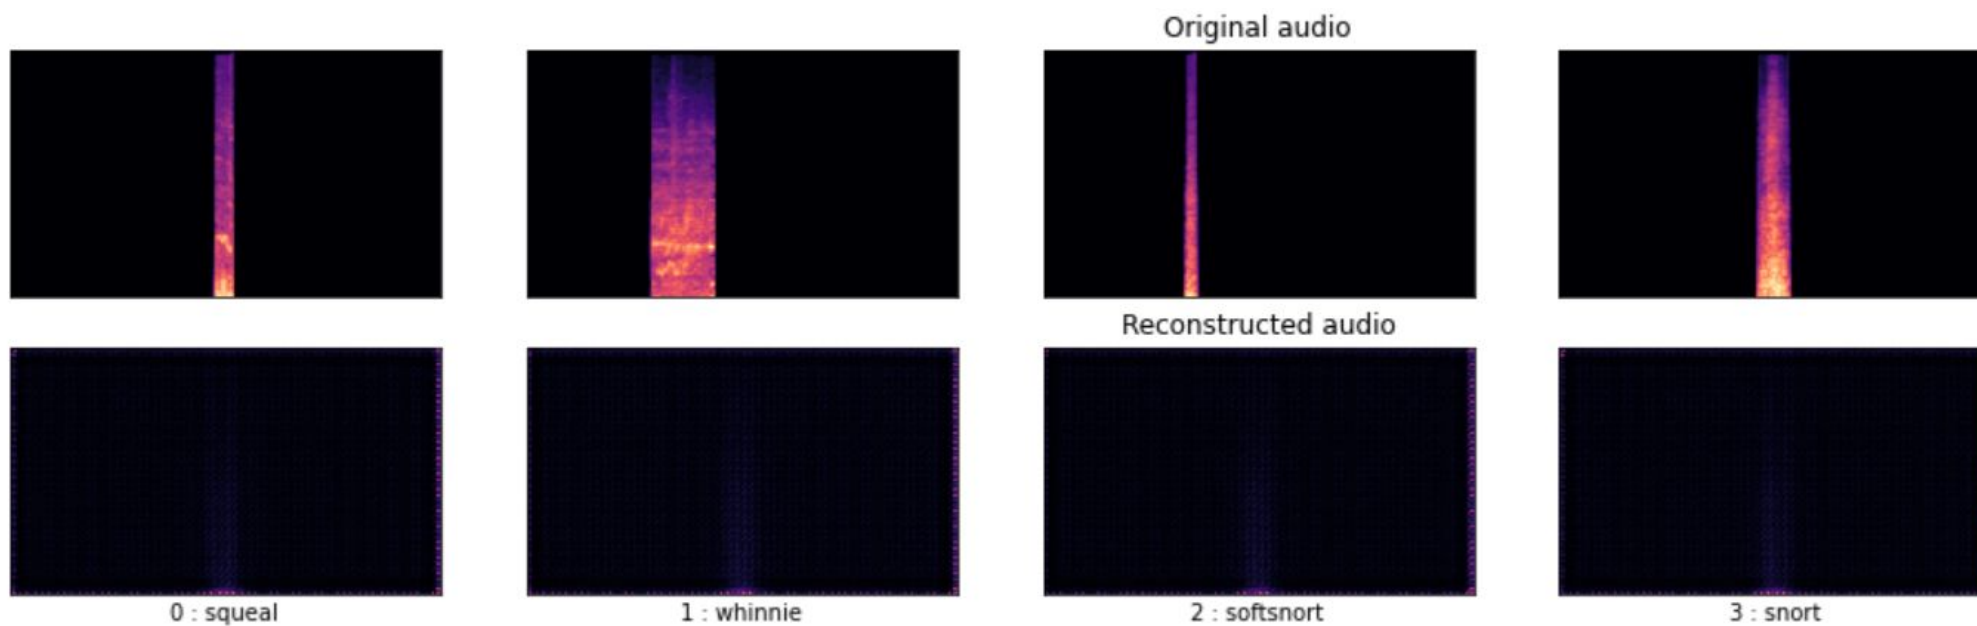 Original audio
Reconstructed audio
0 : squeal
1 : whinnie
2 : softsnort
3 : snort